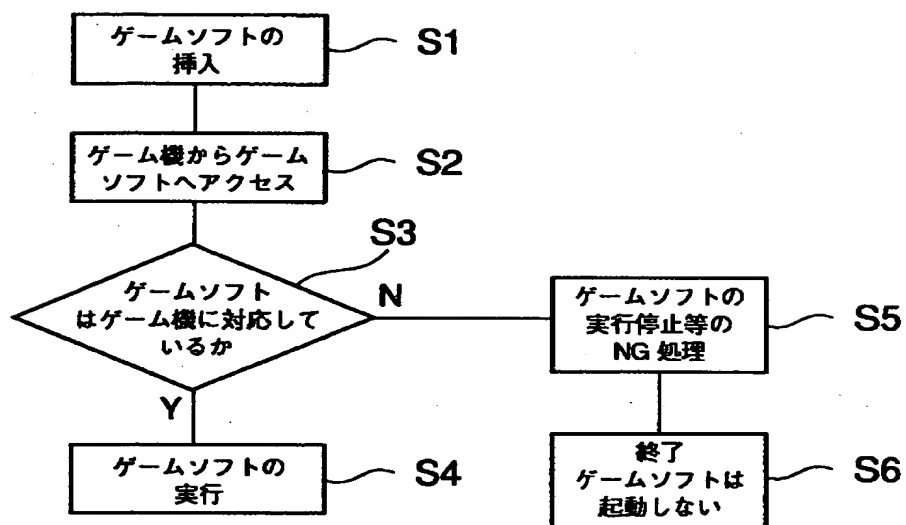 ゲームソフトの
挿入
S1
ゲーム機からゲーム
ソフトへアクセス
S2
S3
ゲームソフト
はゲーム機に対応して
いるか
N
Y
ゲームソフトの
実行
S4
ゲームソフトの
実行停止等の
NG 処理
S5
終了
ゲームソフトは
起動しない
S6